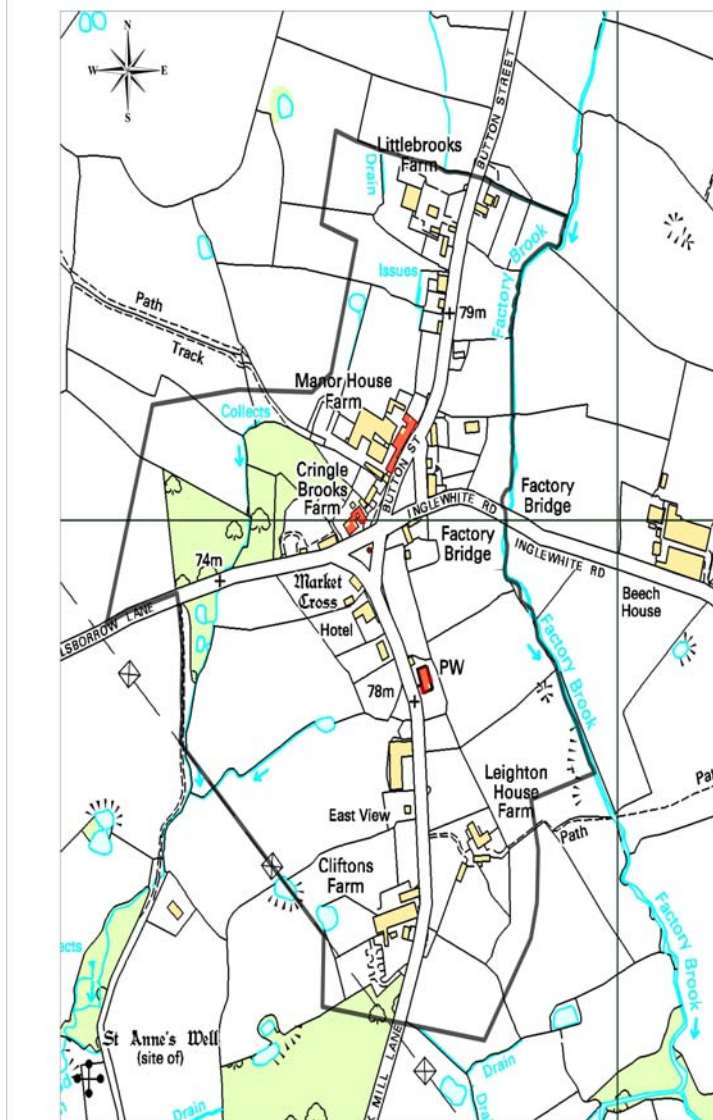 N
W E
S
Littlebrooks
Farm
BUTTON STREET
Drain
Factory Brook
Issues
79m
Path
Track
Manor House
Farm
Collects
BUTTON ST
Cringle
Brooks
Farm
INGLEWHITE RD
Factory
Bridge
Factory
Bridge
INGLEWHITE RD
74m
Market
Cross
Beech
House
LSBORROW LANE
Hotel
Factory Brook
PW
78m
Leighton
House
Farm
Path
East View
Path
Cliftons
Farm
Factory Brook
ects
St Anne's Well
(site of)
MILL LANE
Drain
Drain